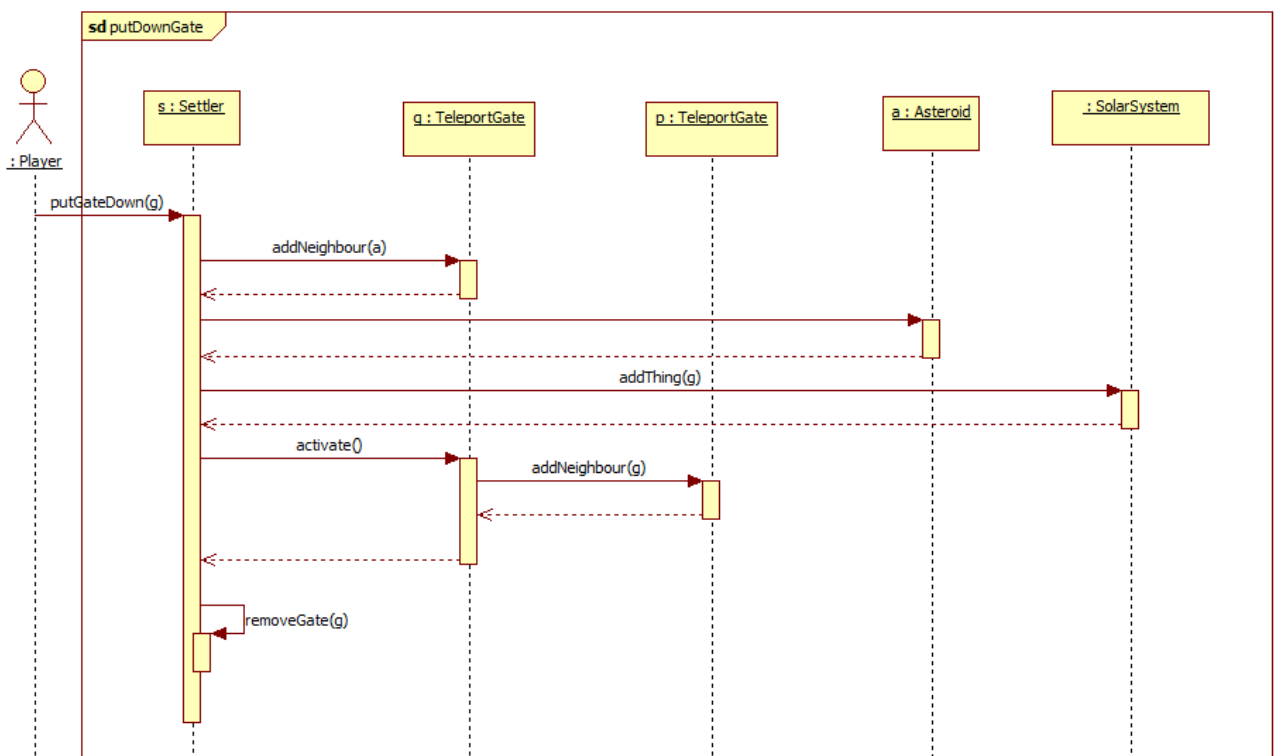 sd putDownGate
: Player
s : Settler
g : TeleportGate
p : TeleportGate
a : Asteroid
: SolarSystem
putGateDown(g)
addNeighbour(a)
addThing(g)
activate()
addNeighbour(g)
removeGate(g)